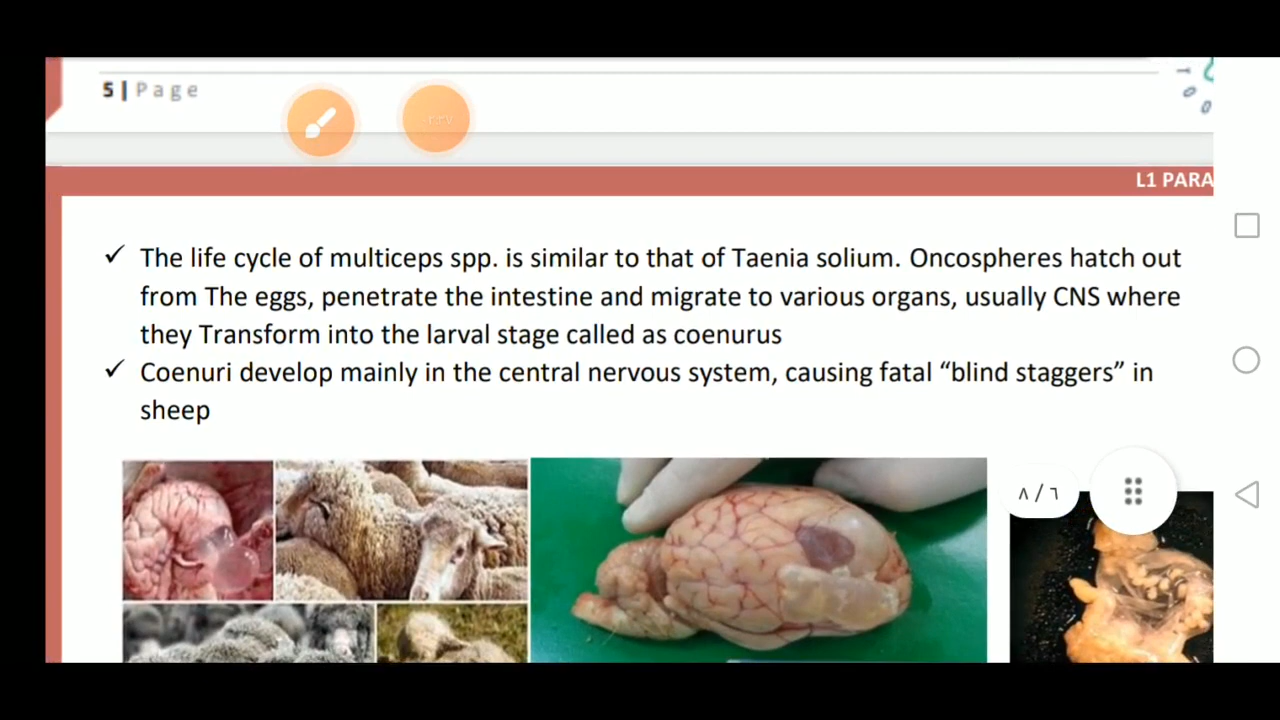 5 | Page
L1 PARA
✓ The life cycle of multiceps spp. is similar to that of Taenia solium. Oncospheres hatch out
from The eggs, penetrate the intestine and migrate to various organs, usually CNS where
they Transform into the larval stage called as coenurus
✓ Coenuri develop mainly in the central nervous system, causing fatal “blind staggers” in
sheep
٨ / ٦